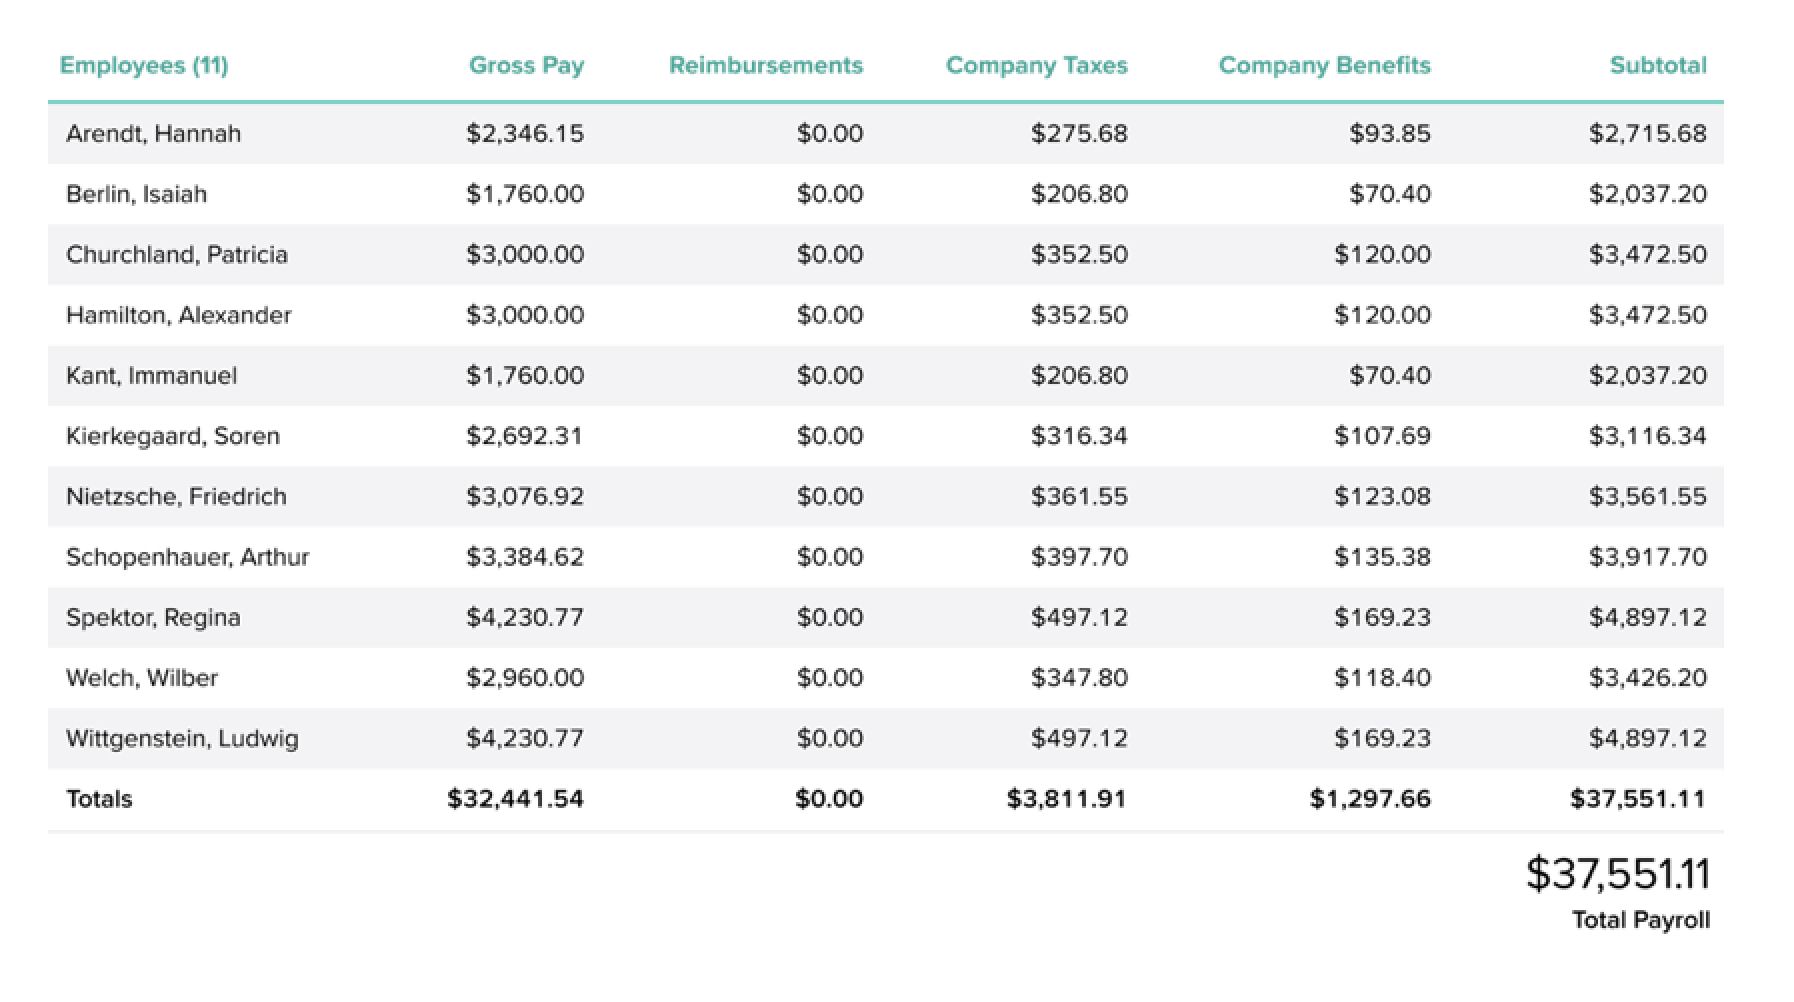 Employees (11) Gross Pay Reimbursements Company Taxes Company Benefits Subtotal
Arendt, Hannah $2,346.15 $0.00 $275.68 $93.85 $2,715.68
Berlin, Isaiah $1,760.00 $0.00 $206.80 $70.40 $2,037.20
Churchland, Patricia $3,000.00 $0.00 $352.50 $120.00 $3,472.50
Hamilton, Alexander $3,000.00 $0.00 $352.50 $120.00 $3,472.50
Kant, Immanuel $1,760.00 $0.00 $206.80 $70.40 $2,037.20
Kierkegaard, Soren $2,692.31 $0.00 $316.34 $107.69 $3,116.34
Nietzsche, Friedrich $3,076.92 $0.00 $361.55 $123.08 $3,561.55
Schopenhauer, Arthur $3,384.62 $0.00 $397.70 $135.38 $3,917.70
Spektor, Regina $4,230.77 $0.00 $497.12 $169.23 $4,897.12
Welch, Wilber $2,960.00 $0.00 $347.80 $118.40 $3,426.20
Wittgenstein, Ludwig $4,230.77 $0.00 $497.12 $169.23 $4,897.12
Totals $32,441.54 $0.00 $3,811.91 $1,297.66 $37,551.11
$37,551.11
Total Payroll